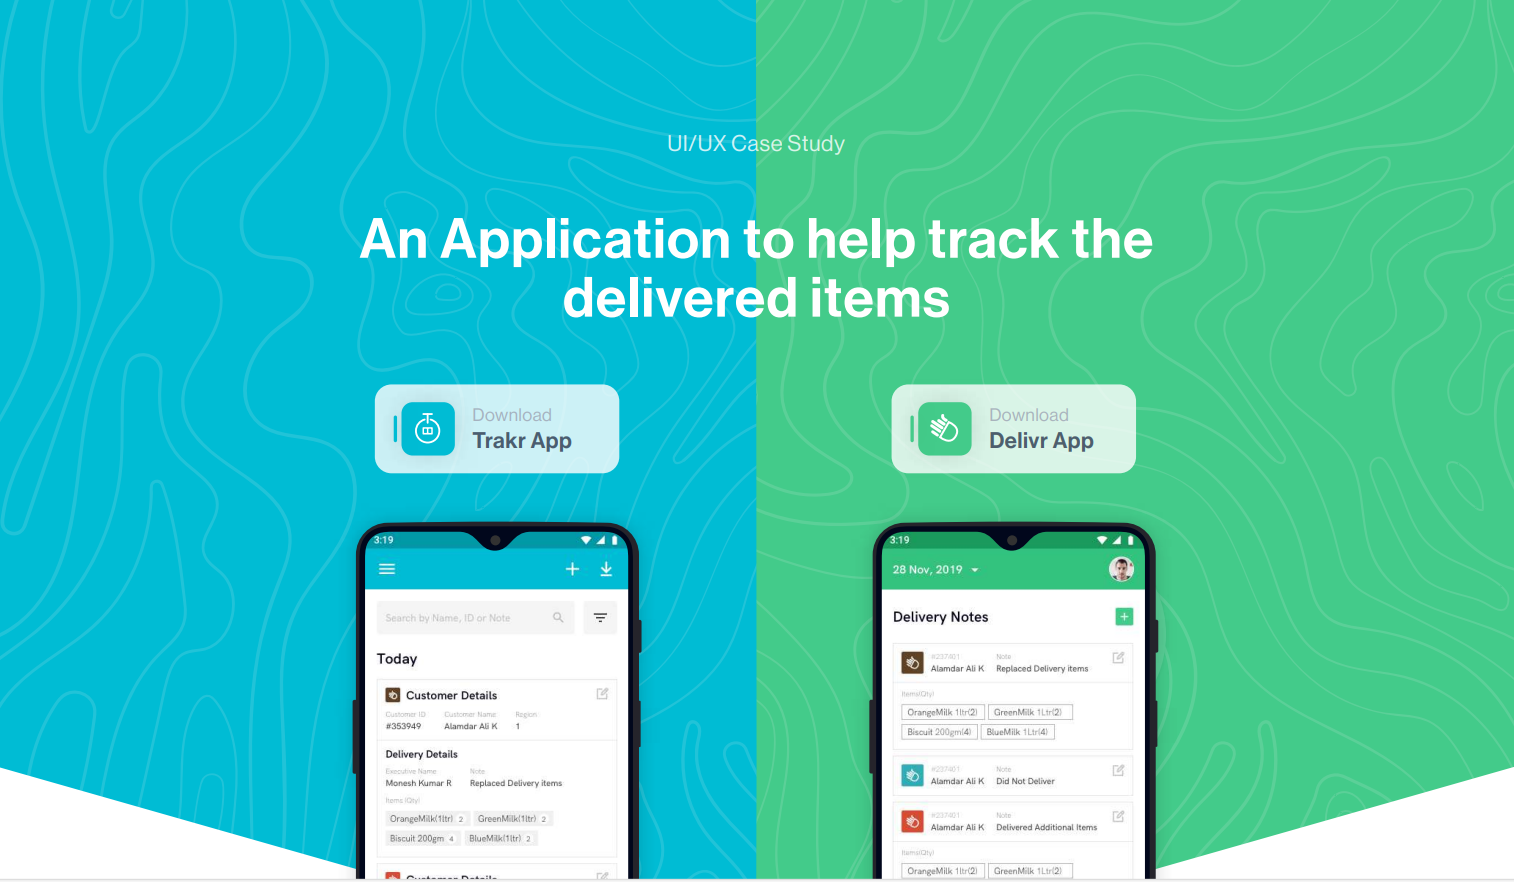 UI/UX Case Study
An Application to help track the
delivered items
Download
Trakr App
Download
Delivr App
3:19
Search by Name, ID or Note
Today
Customer Details
Customer ID Customer Name Region
#353949 Alamdar Ali K 1
Delivery Details
Executive Name Note
Monesh Kumar R Replaced Delivery items
Items (Qty)
OrangeMilk(1ltr) 2 GreenMilk(1ltr) 2
Biscuit 200gm 4 BlueMilk(1ltr) 2
Customer Details
3:19
28 Nov, 2019
Delivery Notes
#237401 Note
Alamdar Ali K Replaced Delivery items
Items(Qty)
OrangeMilk 1ltr(2) GreenMilk 1Ltr(2)
Biscuit 200gm(4) BlueMilk 1Ltr(4)
#237401 Note
Alamdar Ali K Did Not Deliver
#237401 Note
Alamdar Ali K Delivered Additional Items
Items(Qty)
OrangeMilk 1ltr(2) GreenMilk 1Ltr(2)